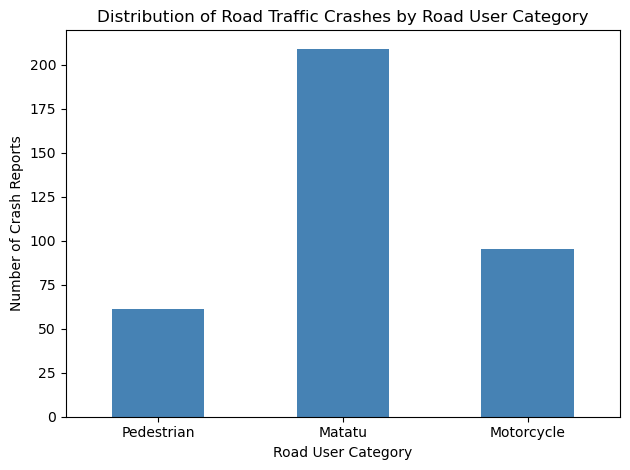 Distribution of Road Traffic Crashes by Road User Category
Number of Crash Reports
200
175
150
125
100
75
50
25
0
Pedestrian Matatu Motorcycle
Road User Category